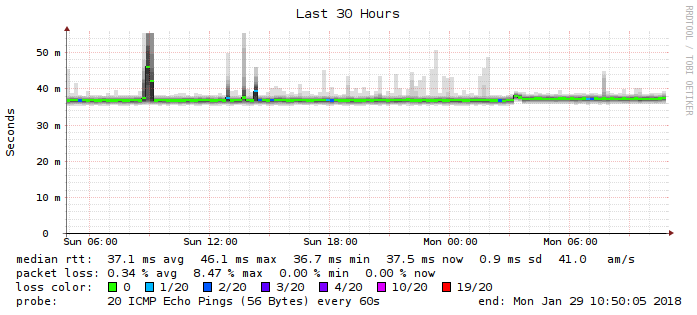 Last 30 Hours
RRDTOOL / TOBI OETIKER
Seconds
50 m
40 m
30 m
20 m
10 m
0
Sun 06:00 Sun 12:00 Sun 18:00 Mon 00:00 Mon 06:00
median rtt: 37.1 ms avg 46.1 ms max 36.7 ms min 37.5 ms now 0.9 ms sd 41.0 am/s
packet loss: 0.34 % avg 8.47 % max 0.00 % min 0.00 % now
loss color: 0 1/20 2/20 3/20 4/20 10/20 19/20
probe: 20 ICMP Echo Pings (56 Bytes) every 60s end: Mon Jan 29 10:50:05 2018